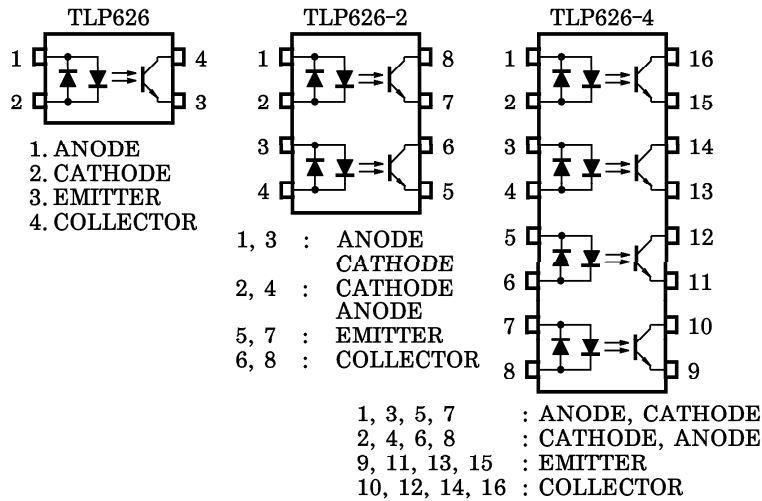 TLP626
1
4
2
3
1. ANODE
2. CATHODE
3. EMITTER
4. COLLECTOR
TLP626-2
1
8
2
7
3
6
4
5
1, 3 : ANODE
CATHODE
2, 4 : CATHODE
ANODE
5, 7 : EMITTER
6, 8 : COLLECTOR
TLP626-4
1
16
2
15
3
14
4
13
5
12
6
11
7
10
8
9
1, 3, 5, 7 : ANODE, CATHODE
2, 4, 6, 8 : CATHODE, ANODE
9, 11, 13, 15 : EMITTER
10, 12, 14, 16 : COLLECTOR